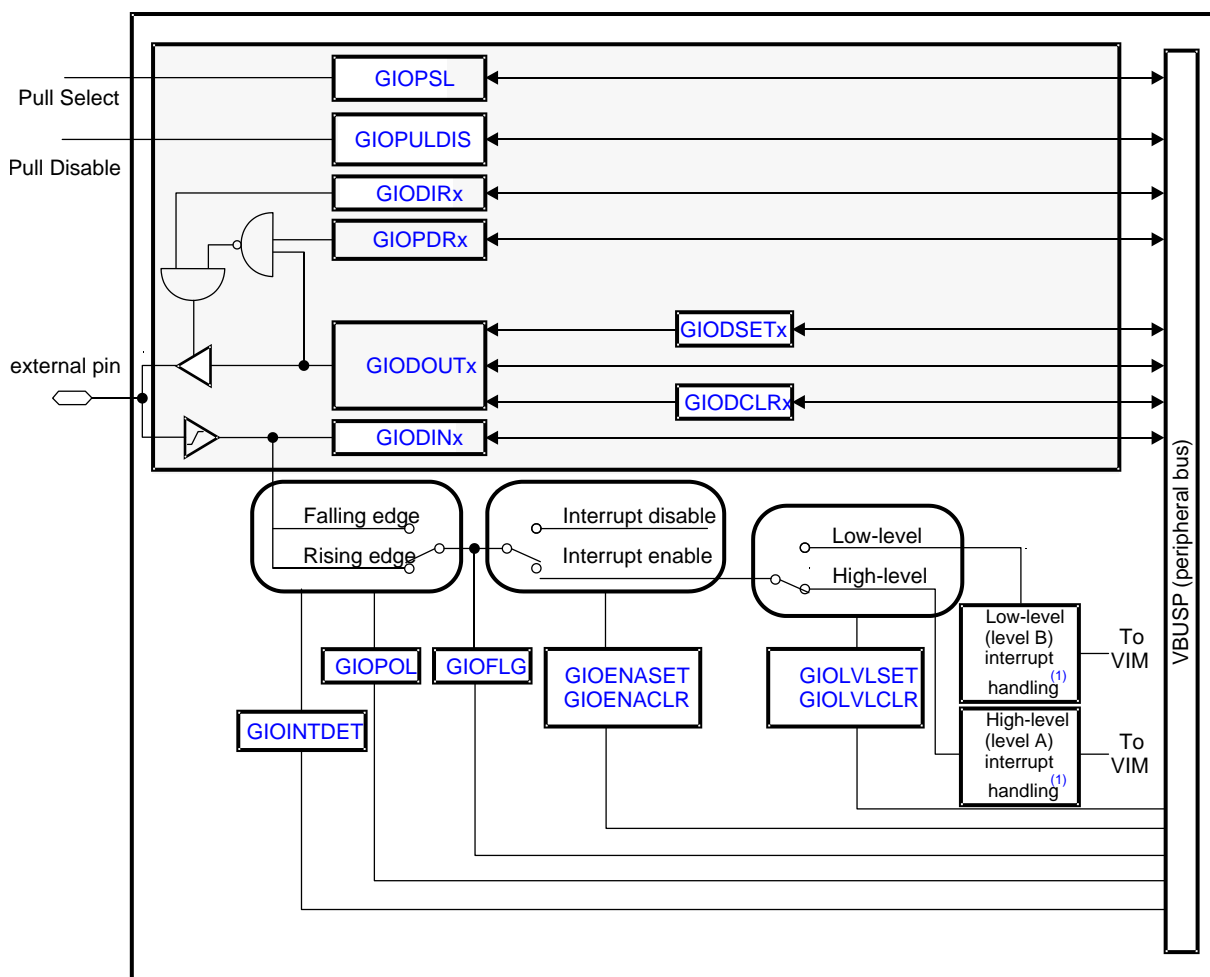 GIOPSL
Pull Select
GIOPULDIS
Pull Disable
GIODIRx
GIOPDRx
GIODSETx
external pin
GIODOUTx
GIODCLRx
GIODINx
VBUSP (peripheral bus)
Falling edge
Rising edge
Interrupt disable
Interrupt enable
Low-level
High-level
GIOPOL
GIOFLG
GIOENASET
GIOENACLR
GIOLVLSET
GIOLVLCLR
GIOINTDET
Low-level
(level B)
interrupt
handling(1)
To
VIM
High-level
(level A)
interrupt
handling(1)
To
VIM